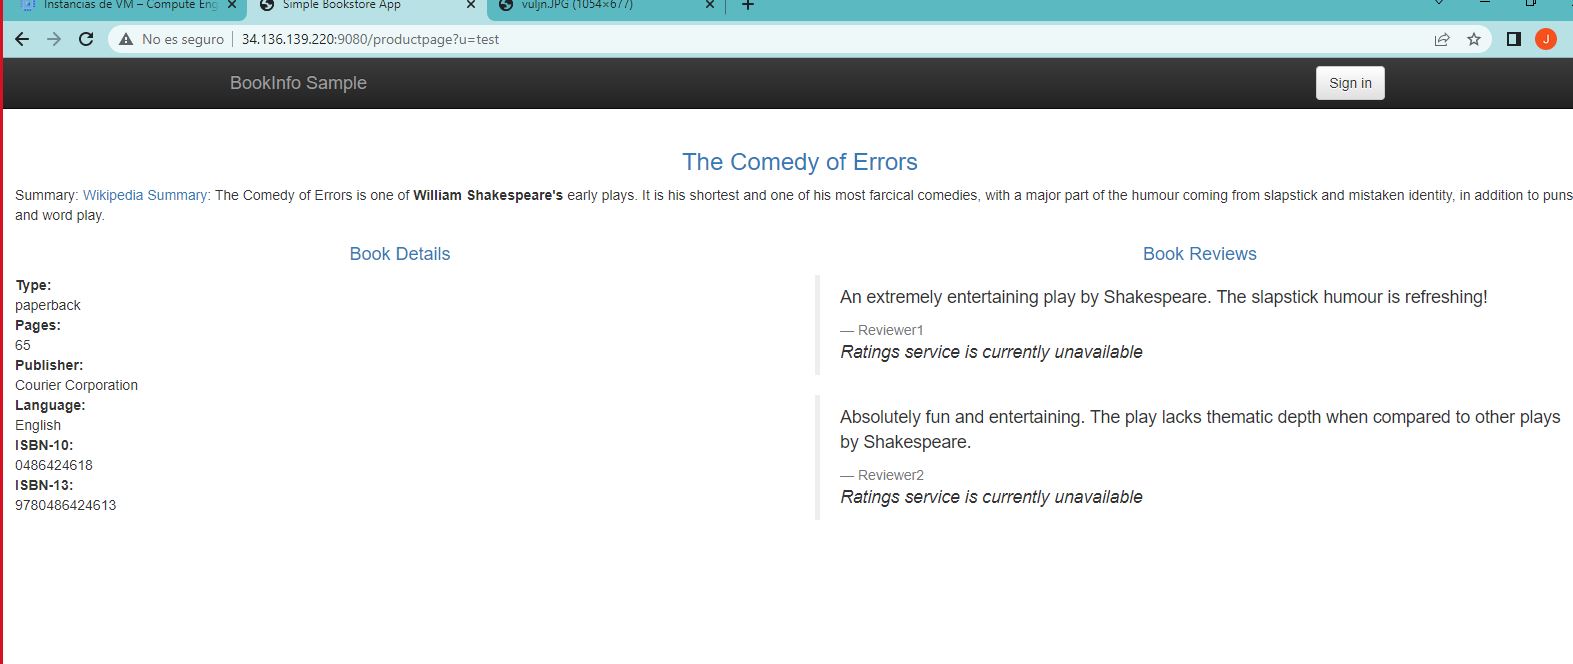 Instancias de VM – Compute Eng
Simple Bookstore App
vuljn.JPG (1054×677)
No es seguro
34.136.139.220:9080/productpage?u=test
J
BookInfo Sample
Sign in
The Comedy of Errors
Summary: Wikipedia Summary: The Comedy of Errors is one of William Shakespeare's early plays. It is his shortest and one of his most farcical comedies, with a major part of the humour coming from slapstick and mistaken identity, in addition to puns
and word play.
Book Details
Type:
paperback
Pages:
65
Publisher:
Courier Corporation
Language:
English
ISBN-10:
0486424618
ISBN-13:
9780486424613
Book Reviews
An extremely entertaining play by Shakespeare. The slapstick humour is refreshing!
— Reviewer1
Ratings service is currently unavailable
Absolutely fun and entertaining. The play lacks thematic depth when compared to other plays
by Shakespeare.
— Reviewer2
Ratings service is currently unavailable